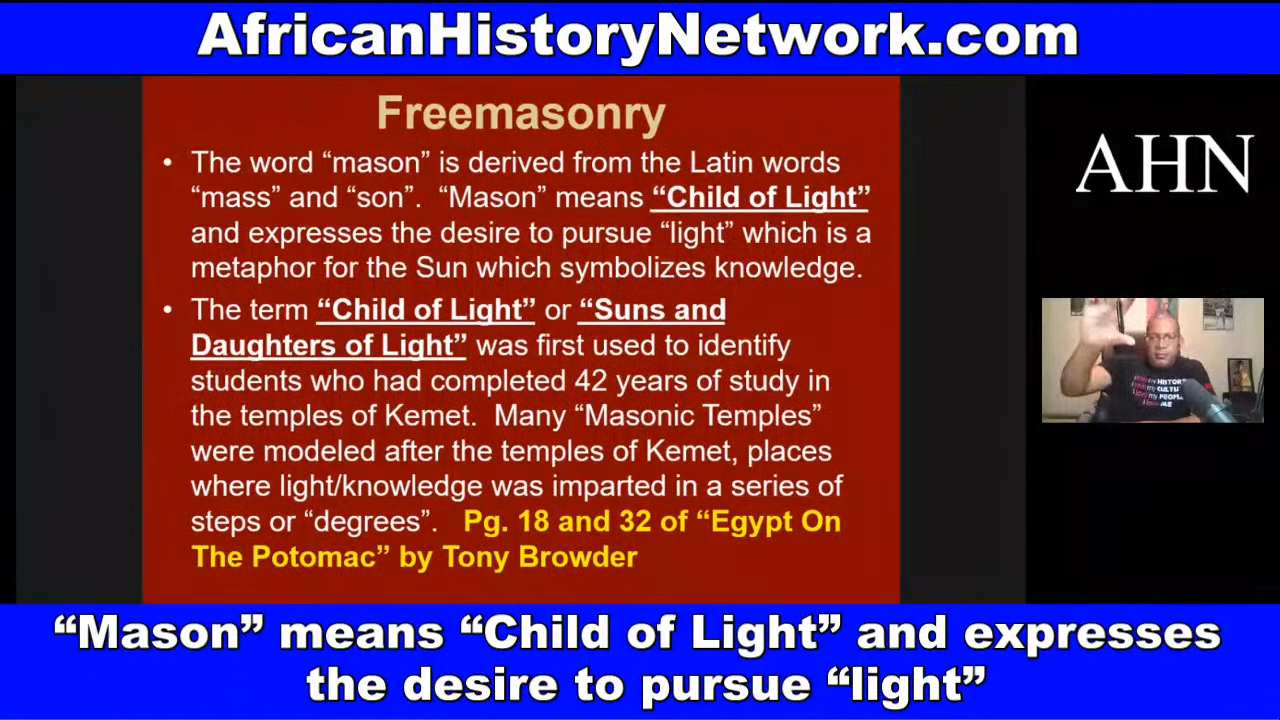 AfricanHistoryNetwork.com
Freemasonry
• The word “mason” is derived from the Latin words
“mass” and “son”. “Mason” means “Child of Light”
and expresses the desire to pursue “light” which is a
metaphor for the Sun which symbolizes knowledge.
• The term “Child of Light” or “Suns and
Daughters of Light” was first used to identify
students who had completed 42 years of study in
the temples of Kemet. Many “Masonic Temples”
were modeled after the temples of Kemet, places
where light/knowledge was imparted in a series of
steps or “degrees”. Pg. 18 and 32 of “Egypt On
The Potomac” by Tony Browder
AHN
“Mason” means “Child of Light” and expresses
the desire to pursue “light”